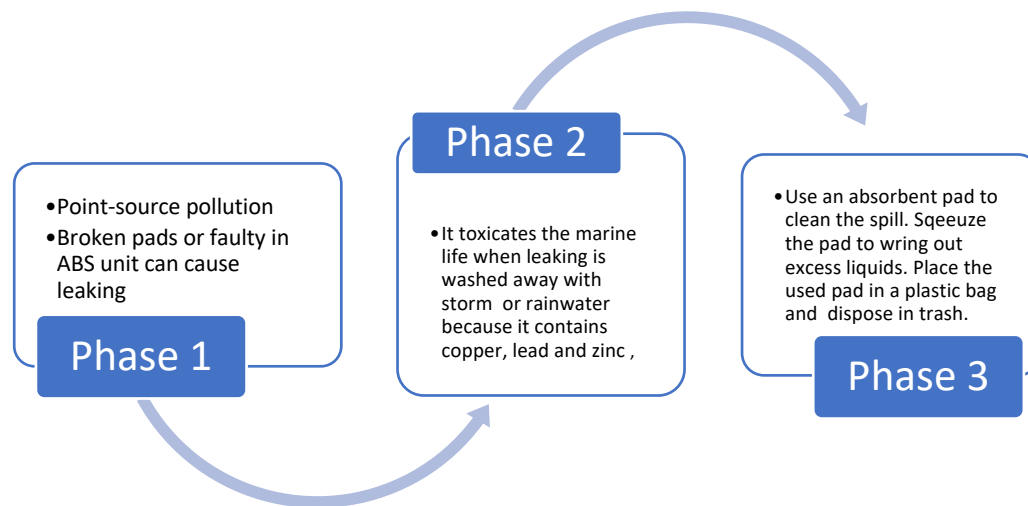 •Point-source pollution
•Broken pads or faulty in
ABS unit can cause
leaking
Phase 1
Phase 2
•It toxicates the marine
life when leaking is
washed away with
storm or rainwater
because it contains
copper, lead and zinc ,
•Use an absorbent pad to
clean the spill. Sqeeuze
the pad to wring out
excess liquids. Place the
used pad in a plastic bag
and dispose in trash.
Phase 3